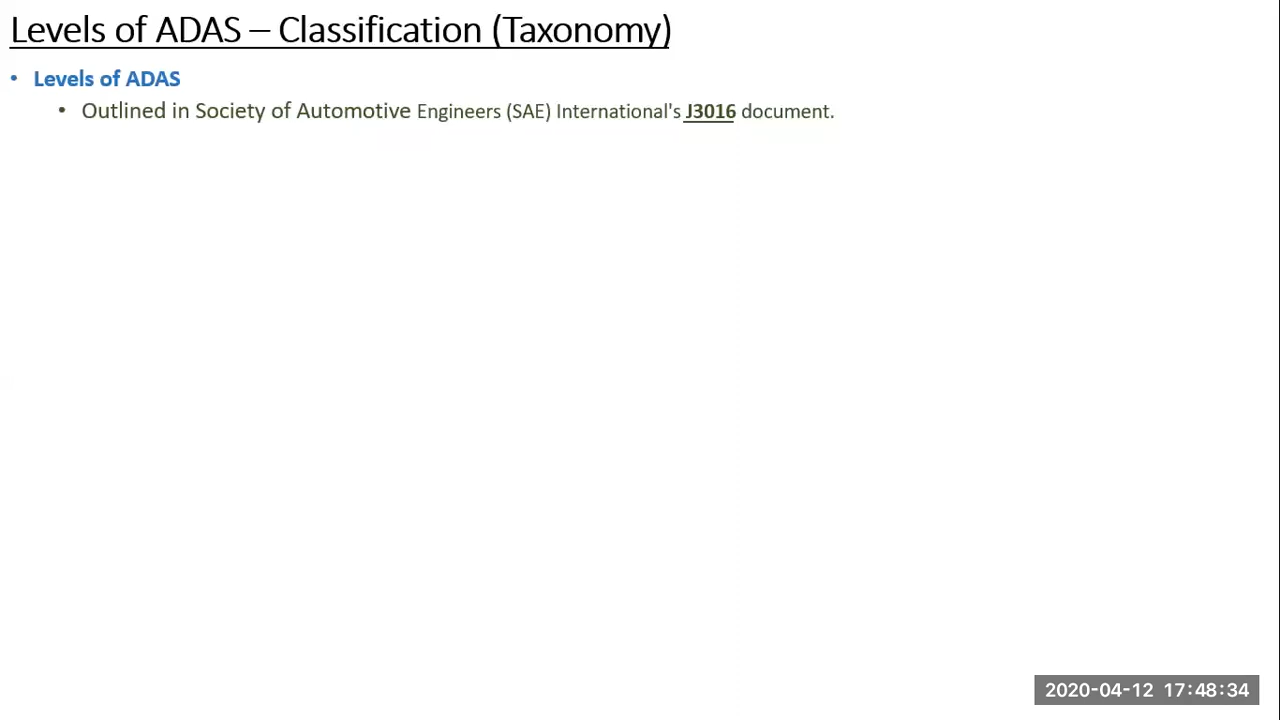 Levels of ADAS – Classification (Taxonomy)
• Levels of ADAS
• Outlined in Society of Automotive Engineers (SAE) International's J3016 document.
2020-04-12 17:48:34